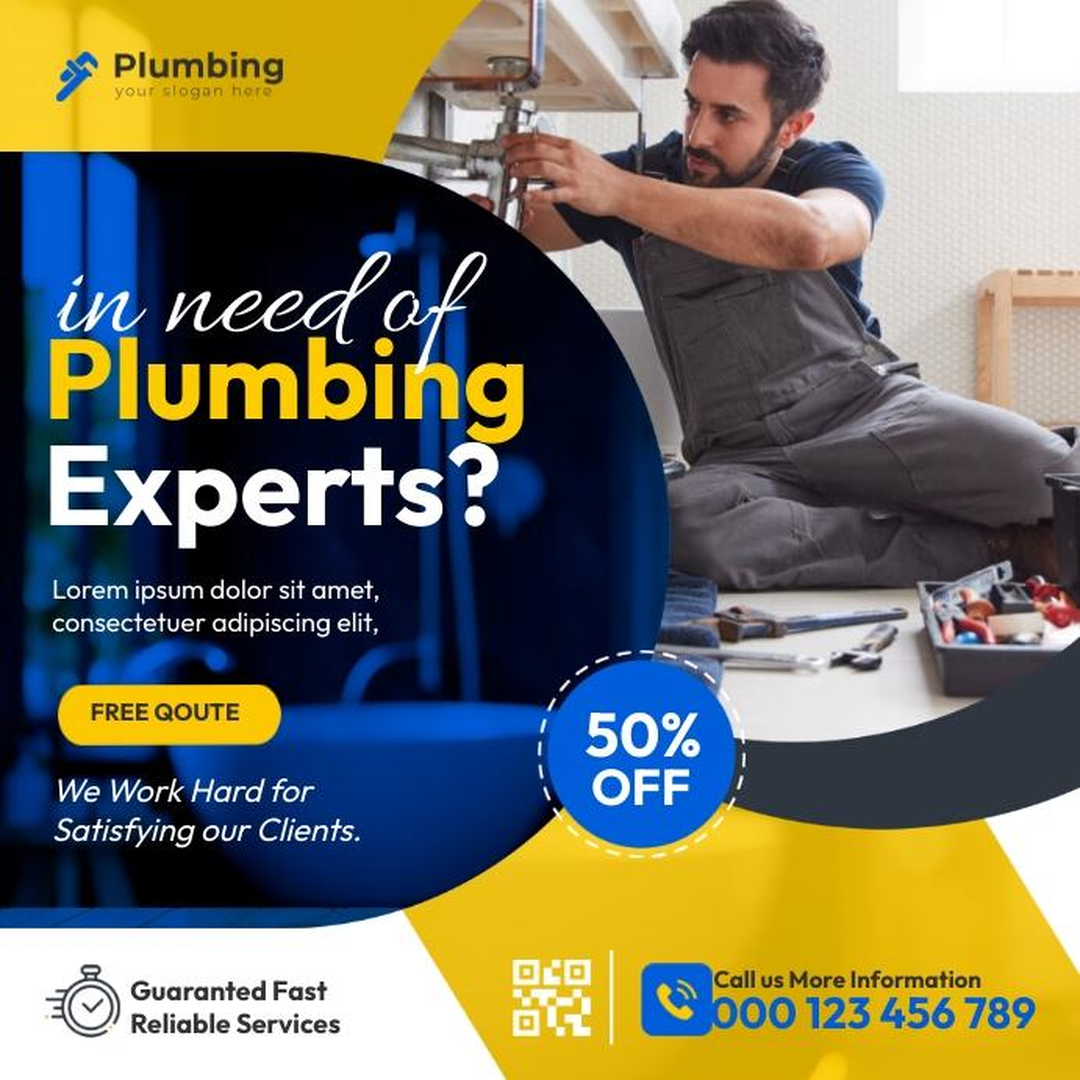 Plumbing
your slogan here
in need of
Plumbing
Experts?
Lorem ipsum dolor sit amet,
consectetuer adipiscing elit,
FREE QOUTE
We Work Hard for
Satisfying our Clients.
50%
OFF
Guaranted Fast
Reliable Services
Call us More Information
000 123 456 789